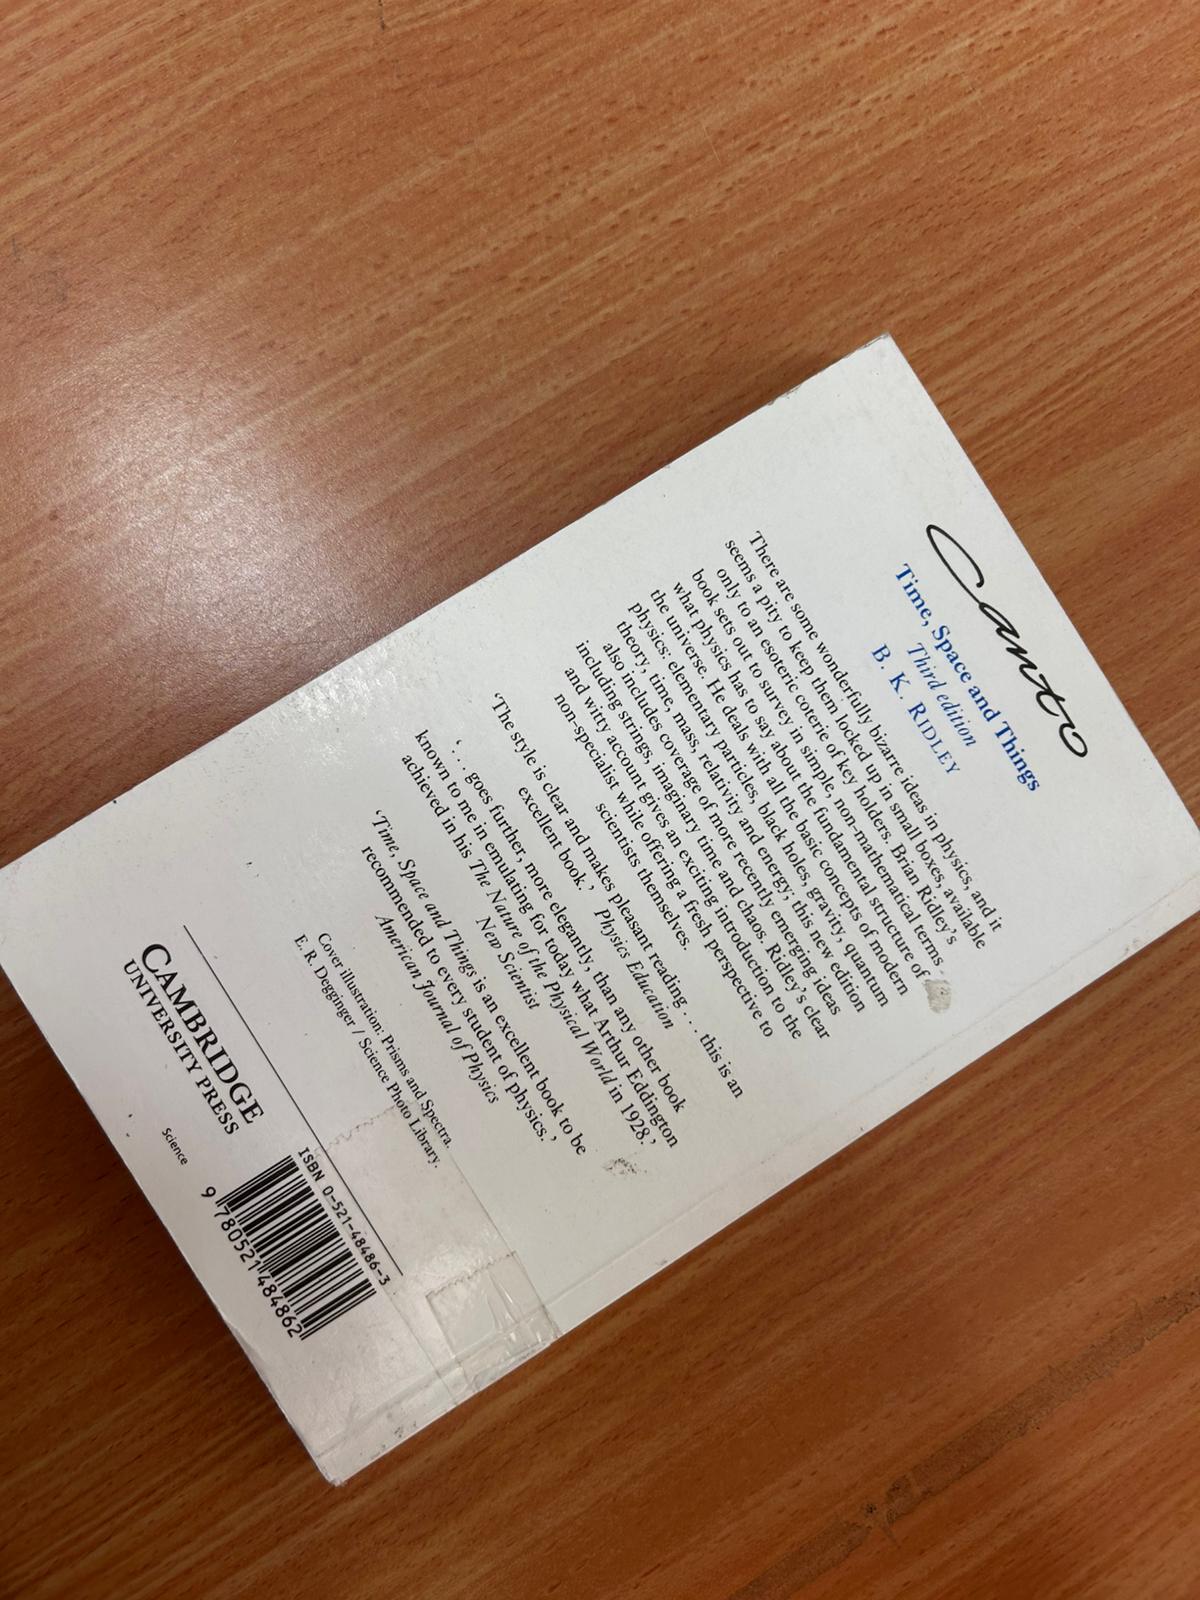 Canto
Time, Space and Things
Third edition
B. K. RIDLEY
There are some wonderfully bizarre ideas in physics, and it
seems a pity to keep them locked up in small boxes, available
only to an esoteric coterie of key holders. Brian Ridley's
book sets out to survey in simple, non-mathematical terms
what physics has to say about the fundamental structure of
the universe. He deals with all the basic concepts of modern
physics: elementary particles, black holes, gravity, quantum
theory, time, mass, relativity and energy; this new edition
also includes coverage of more recently emerging ideas
including strings, imaginary time and chaos. Ridley's clear
and witty account gives an exciting introduction to the
non-specialist while offering a fresh perspective to
scientists themselves.
'The style is clear and makes pleasant reading . . . this is an
excellent book.' Physics Education
'. . . goes further, more elegantly, than any other book
known to me in emulating for today what Arthur Eddington
achieved in his The Nature of the Physical World in 1928.'
New Scientist
'Time, Space and Things is an excellent book to be
recommended to every student of physics.'
American Journal of Physics
Cover illustration: Prisms and Spectra.
E. R. Degginger / Science Photo Library.
CAMBRIDGE
UNIVERSITY PRESS
Science
ISBN 0-521-48486-3
9 780521 484862